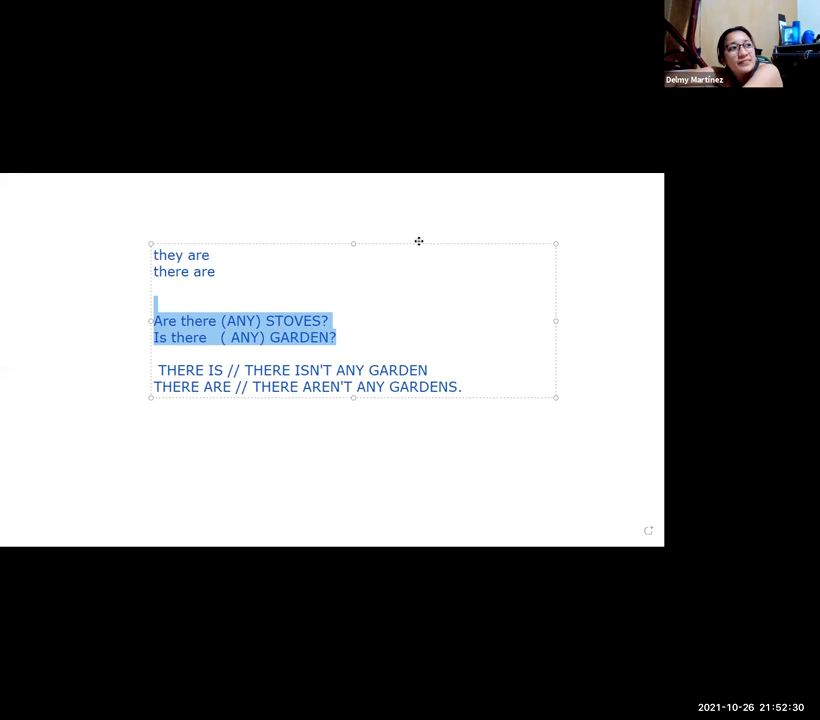 Delmy Martínez
they are
there are
Are there (ANY) STOVES?
Is there ( ANY) GARDEN?
THERE IS // THERE ISN'T ANY GARDEN
THERE ARE // THERE AREN'T ANY GARDENS.
2021-10-26 21:52:30